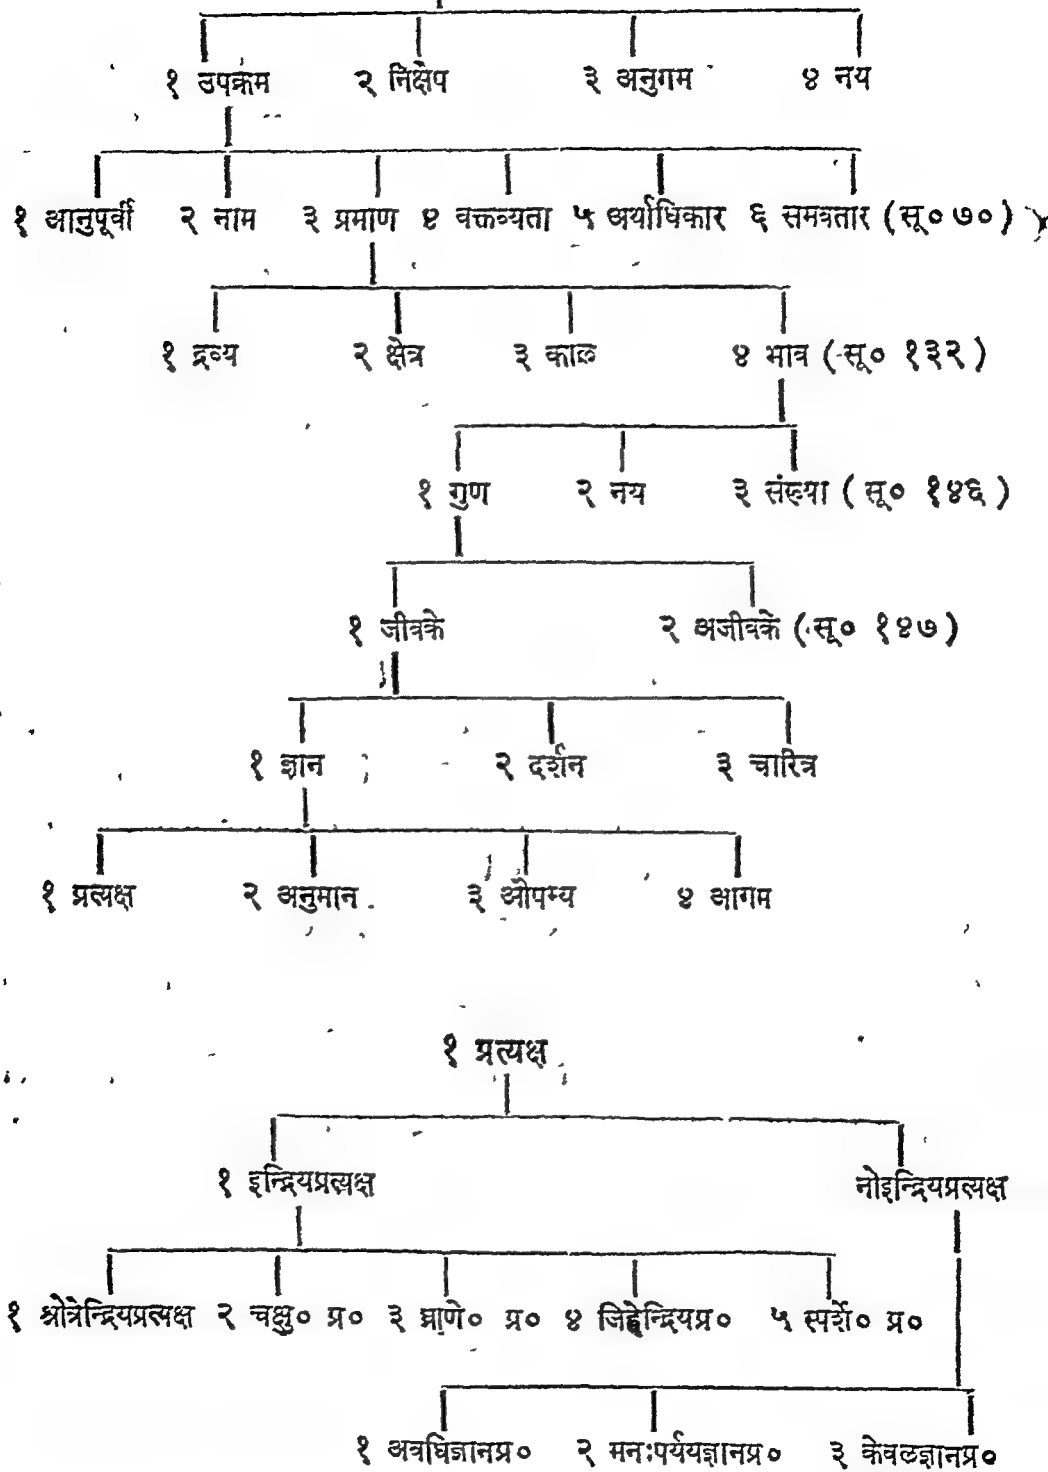 १ उपक्रम २ निक्षेप ३ अनुगम ४ नय
१ आनुपूर्वी २ नाम ३ प्रमाण ४ वक्तव्यता ५ अर्थाधिकार ६ समवतार (सू० ७०)
१ द्रव्य २ क्षेत्र ३ काल ४ भाव (सू० १३२)
१ गुण २ नय ३ संख्या (सू० १४६)
१ जीवके २ अजीवके (सू० १४७)
१ ज्ञान २ दर्शन ३ चारित्र
१ प्रत्यक्ष २ अनुमान ३ औपम्य ४ आगम
१ प्रत्यक्ष
१ इन्द्रियप्रत्यक्ष नोइन्द्रियप्रत्यक्ष
१ श्रोत्रेन्द्रियप्रत्यक्ष २ चक्षु० प्र० ३ घ्राणे० प्र० ४ जिह्वेन्द्रियप्र० ५ स्पर्शे० प्र०
१ अवधिज्ञानप्र० २ मनःपर्ययज्ञानप्र० ३ केवलज्ञानप्र०